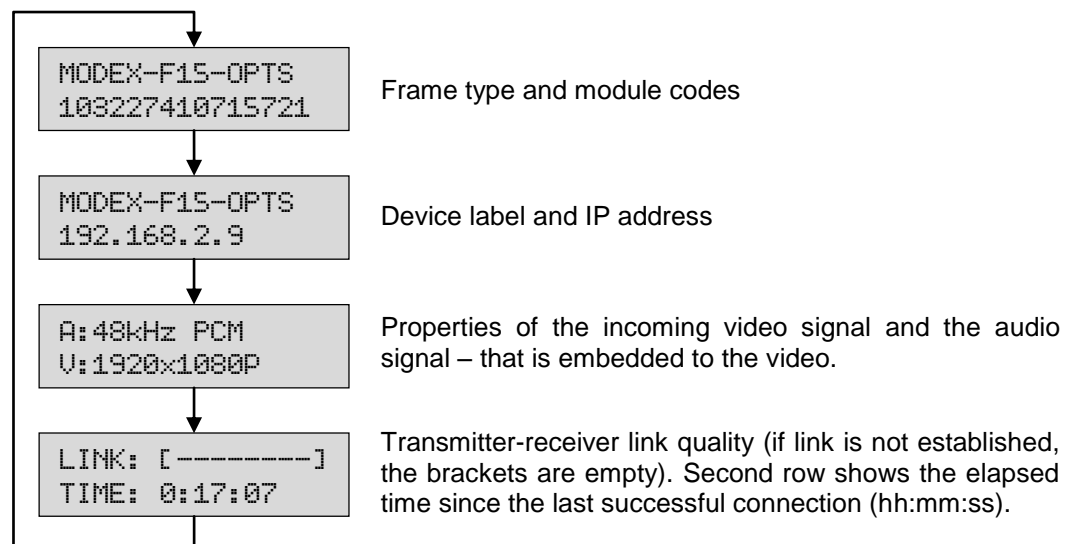 MODEX-F15-OPTS
103227410715721
Frame type and module codes
MODEX-F15-OPTS
192.168.2.9
Device label and IP address
A:48kHz PCM
V:1920x1080P
Properties of the incoming video signal and the audio
signal – that is embedded to the video.
LINK: [--------]
TIME: 0:17:07
Transmitter-receiver link quality (if link is not established,
the brackets are empty). Second row shows the elapsed
time since the last successful connection (hh:mm:ss).